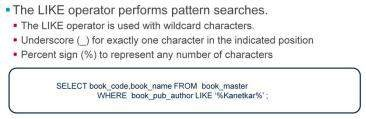 The LIKE operator performs pattern searches.
The LIKE operator is used with wildcard characters.
Underscore (_) for exactly one character in the indicated position
Percent sign (%) to represent any number of characters
SELECT book_code,book_name FROM book_master
WHERE book_pub_author LIKE '%Kanetkar%' ;